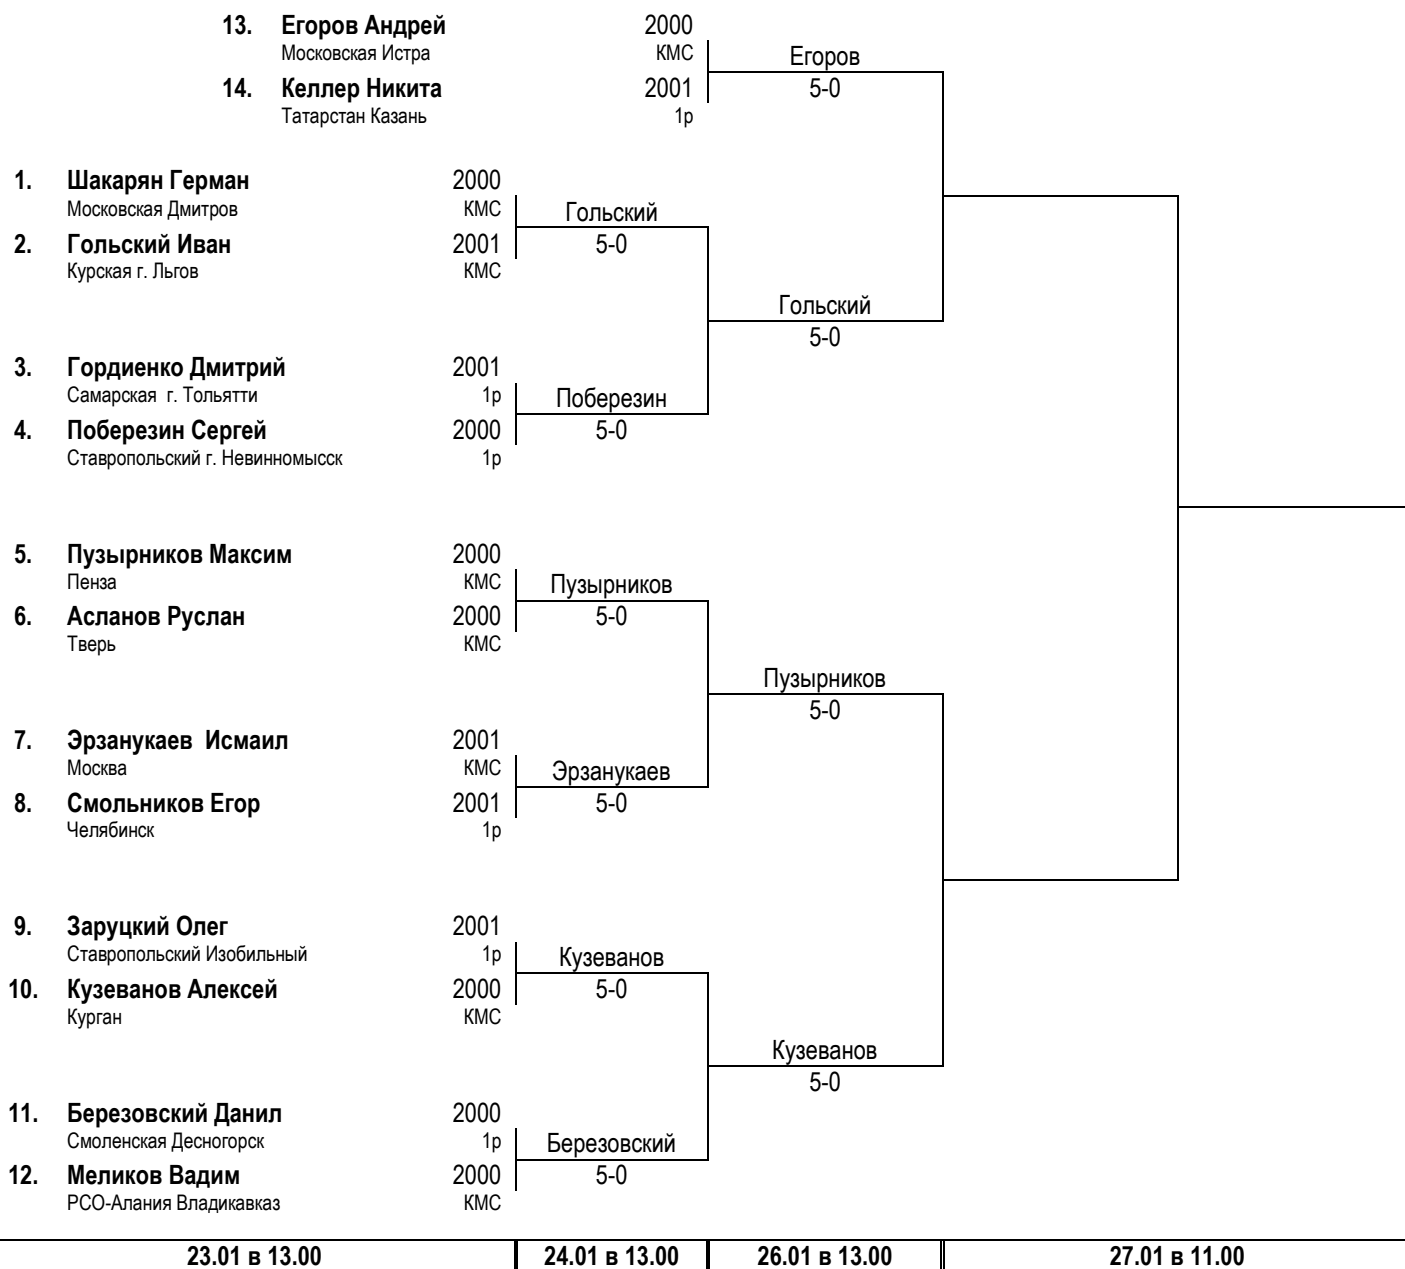 13. Егоров Андрей 2000
Московская Истра КМС
Егоров
14. Келлер Никита 2001
5-0
Татарстан Казань 1р
1. Шакарян Герман 2000
Московская Дмитров КМС
Гольский
2. Гольский Иван 2001
5-0
Курская г. Льгов КМС
Гольский
5-0
3. Гордиенко Дмитрий 2001
Самарская г. Тольятти 1р
Поберезин
4. Поберезин Сергей 2000
5-0
Ставропольский г. Невинномысск 1р
5. Пузырников Максим 2000
Пенза КМС
Пузырников
6. Асланов Руслан 2000
5-0
Тверь КМС
Пузырников
5-0
7. Эрзанукаев Исмаил 2001
Москва КМС
Эрзанукаев
8. Смольников Егор 2001
5-0
Челябинск 1р
9. Заруцкий Олег 2001
Ставропольский Изобильный 1р
Кузеванов
10. Кузеванов Алексей 2000
5-0
Курган КМС
Кузеванов
5-0
11. Березовский Данил 2000
Смоленская Десногорск 1р
Березовский
12. Меликов Вадим 2000
5-0
РСО-Алания Владикавказ КМС
23.01 в 13.00 24.01 в 13.00 26.01 в 13.00 27.01 в 11.00